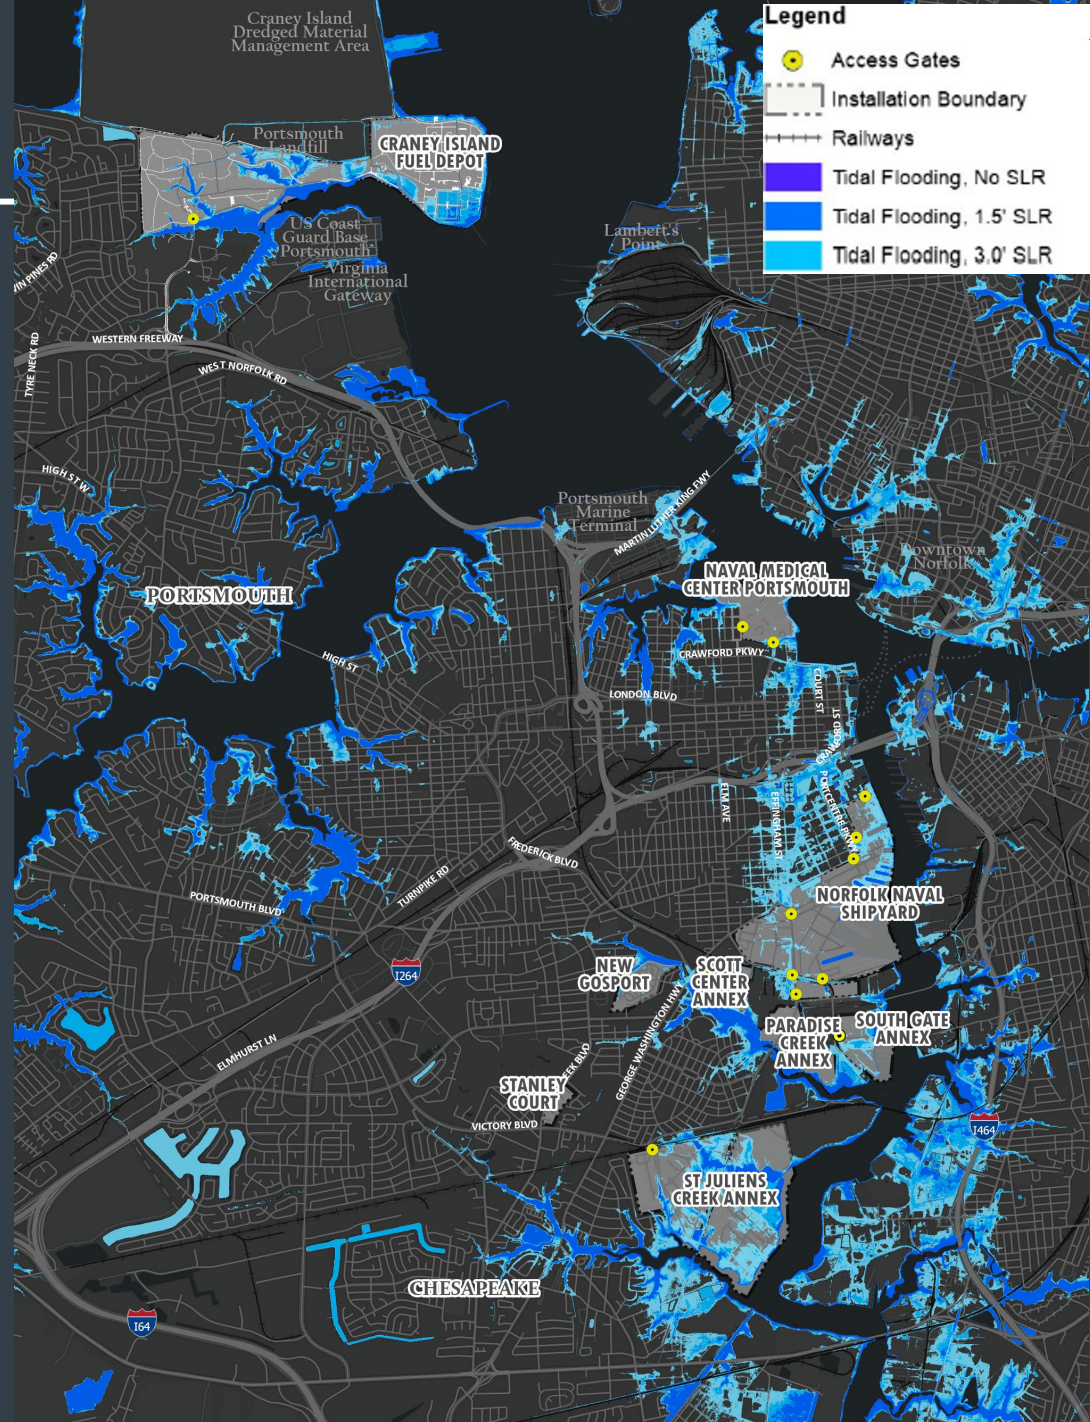 Craney Island
Dredged Material
Management Area
Legend
Access Gates
Installation Boundary
Railways
Tidal Flooding, No SLR
Tidal Flooding, 1.5' SLR
Tidal Flooding, 3.0' SLR
Portsmouth
Landfill
CRANEY ISLAND
FUEL DEPOT
US Coast
Guard Base
Portsmouth
Virginia
International
Gateway
Lambert's
Point
PINES RD
TYRE NECK RD
WESTERN FREEWAY
WEST NORFOLK RD
HIGH ST W
Portsmouth
Marine
Terminal
MARTIN LUTHER KING FWY
Downtown
Norfolk
NAVAL MEDICAL
CENTER PORTSMOUTH
PORTSMOUTH
HIGH ST
CRAWFORD PKWY
LONDON BLVD
COURT ST
CRAWFORD ST
ELM AVE
EFFINGHAM ST
PORTCENTRE PKWY
FREDERICK BLVD
TURNPIKE RD
PORTSMOUTH BLVD
NORFOLK NAVAL
SHIPYARD
I264
NEW
GOSPORT
SCOTT
CENTER
ANNEX
GEORGE WASHINGTON HWY
PARADISE
CREEK
ANNEX
SOUTH GATE
ANNEX
ELMHURST LN
STANLEY
COURT
EEK BLVD
VICTORY BLVD
I464
ST JULIENS
CREEK ANNEX
CHESAPEAKE
I64